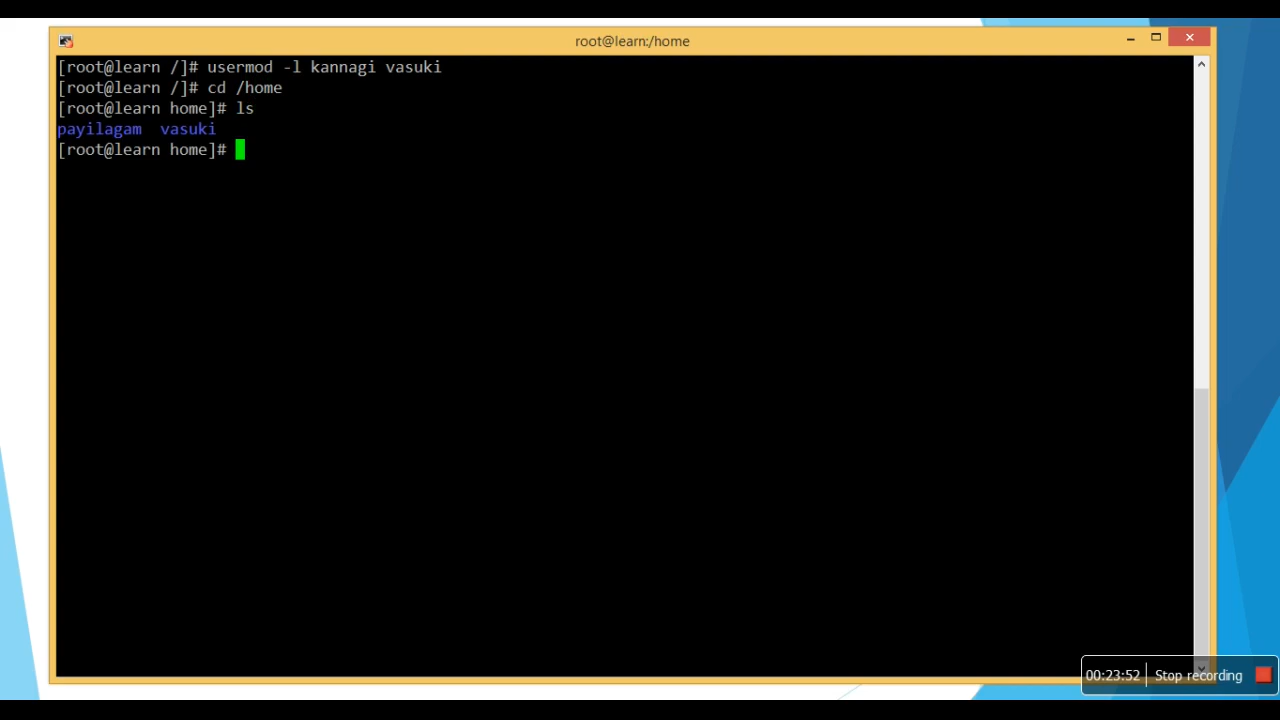 root@learn:/home
[root@learn /]# usermod -l kannagi vasuki
[root@learn /]# cd /home
[root@learn home]# ls
payilagam  vasuki
[root@learn home]#
00:23:52 Stop recording